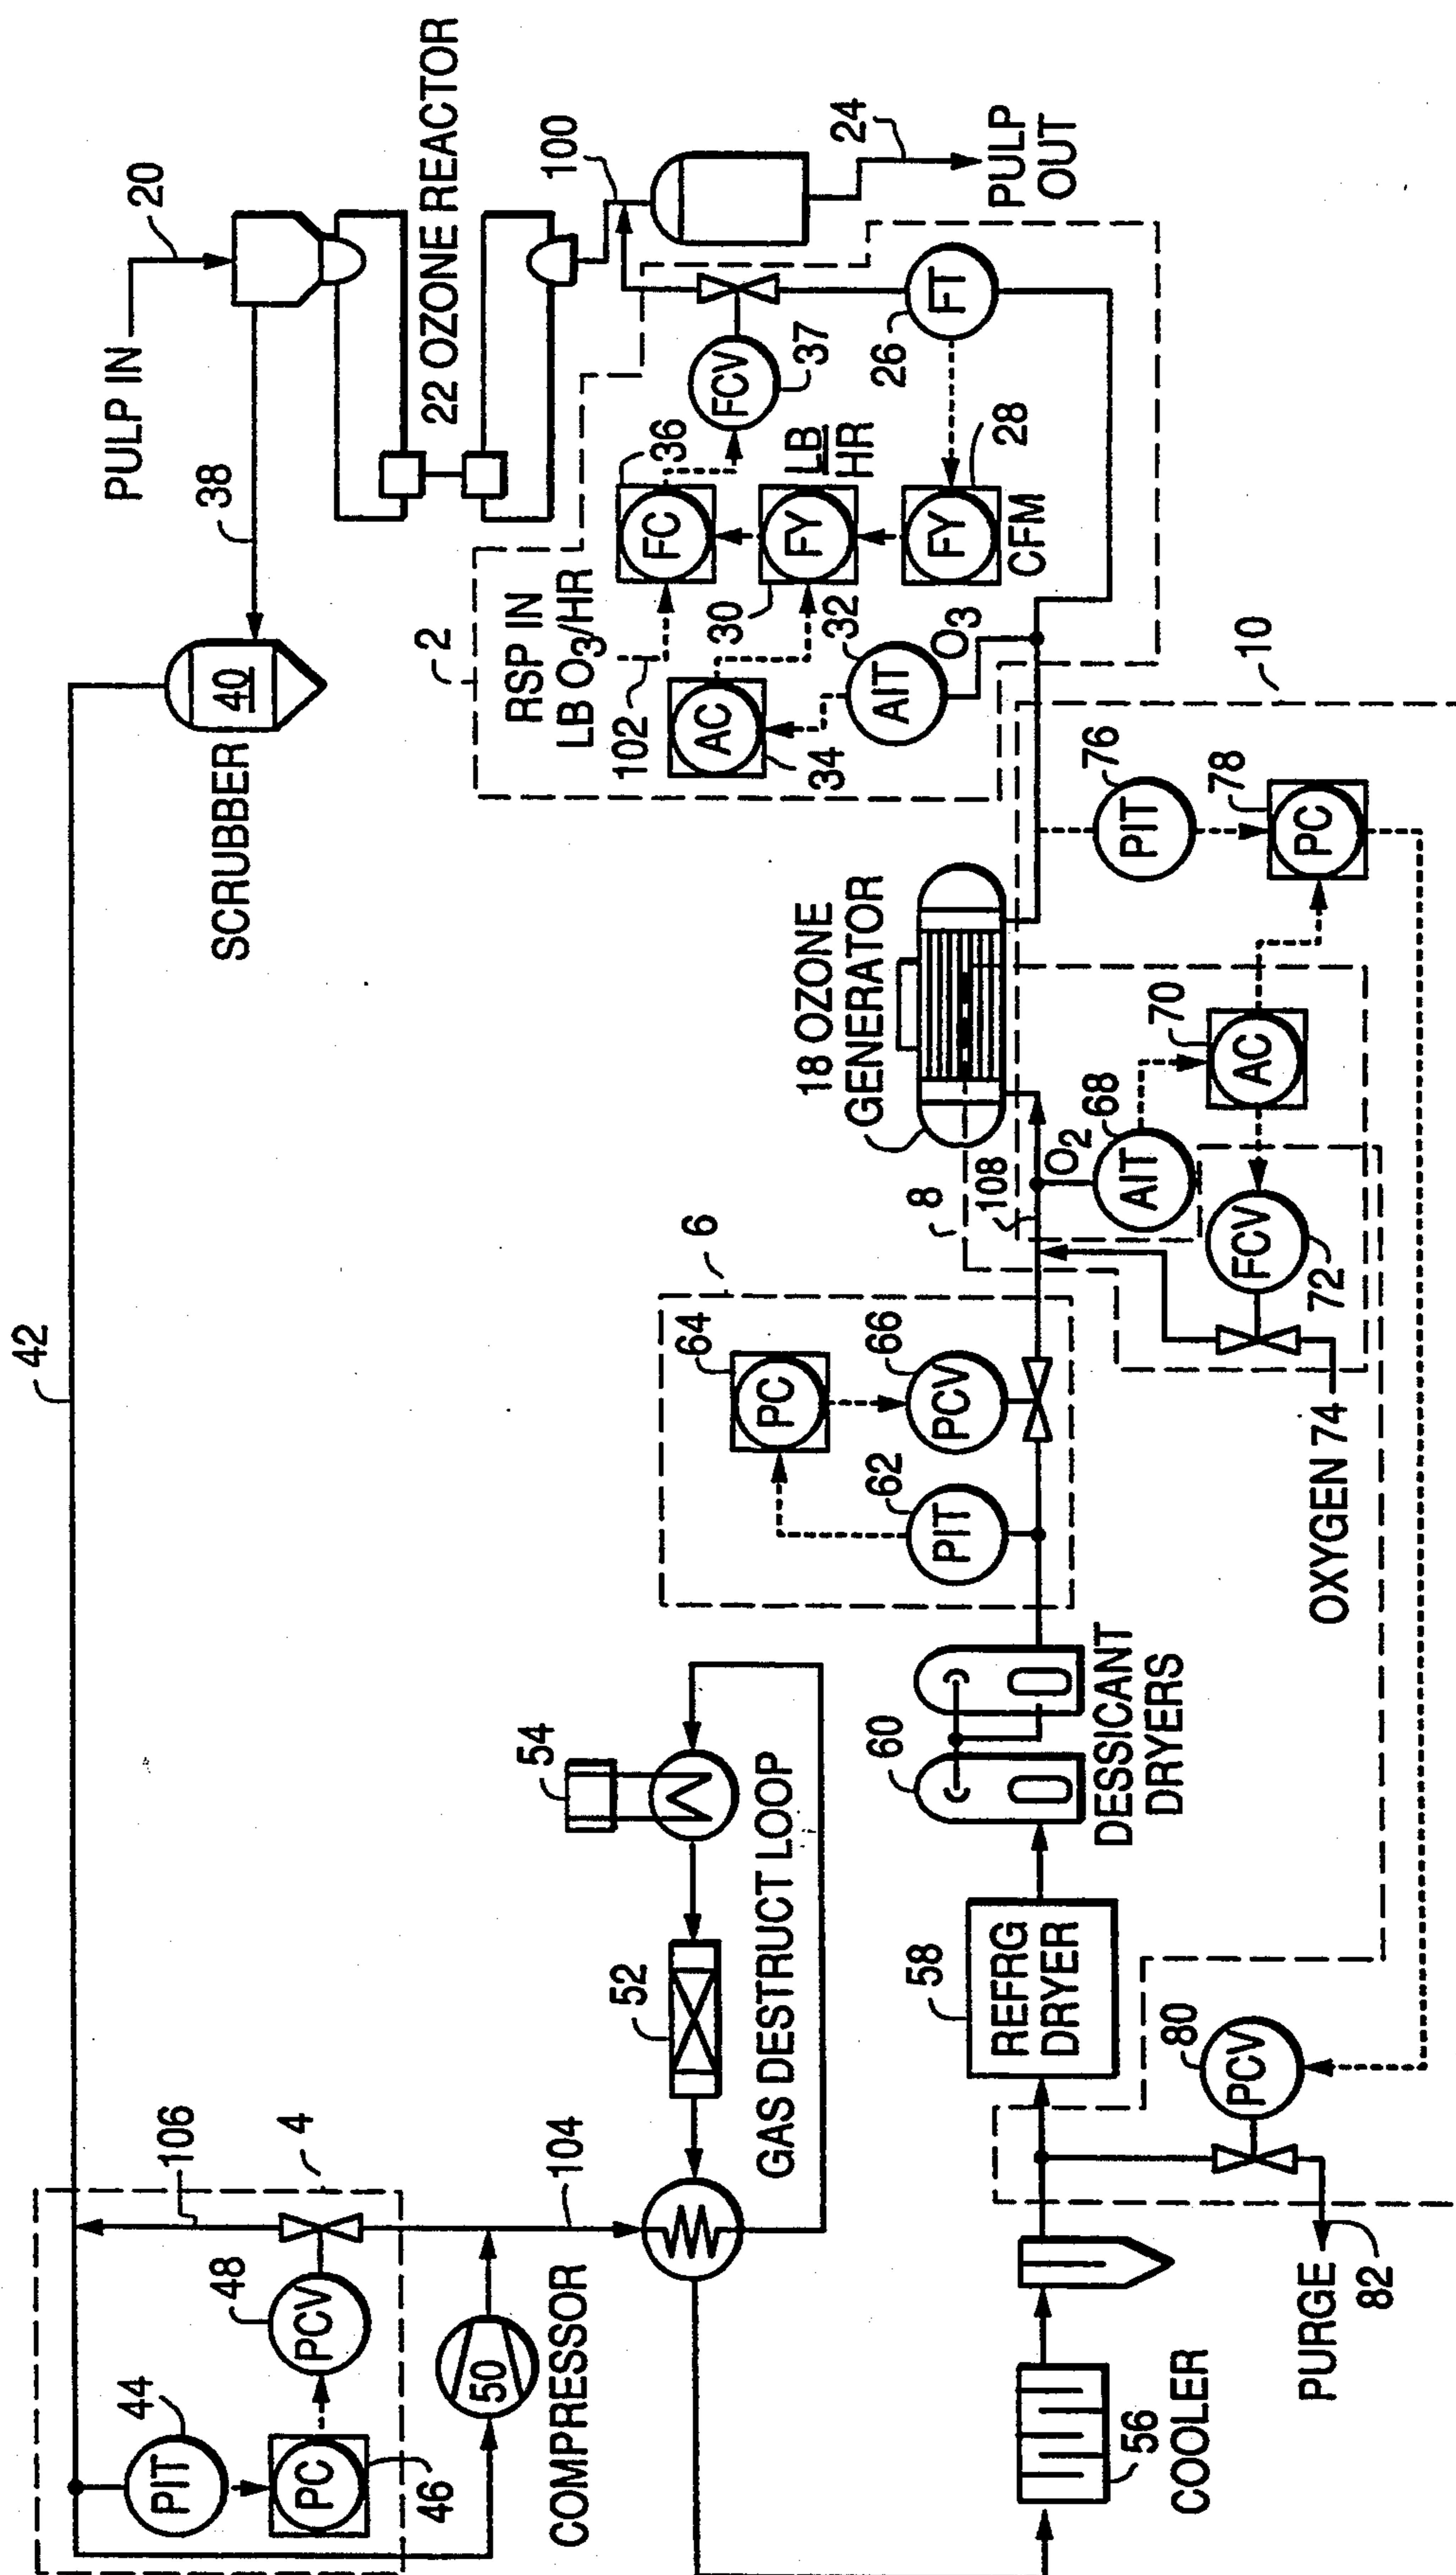 42
PIT
44
PC
46
PCV
48
106
4
50
COMPRESSOR
104
52
54
GAS DESTRUCT LOOP
56
COOLER
PURGE
82
PCV
80
58
REFRG
DRYER
60
DESSICANT
DRYERS
6
PIT
62
PC
64
PCV
66
OXYGEN 74
FCV
72
8
108
O2
AIT
68
AC
70
18 OZONE
GENERATOR
PIT
76
PC
78
10
SCRUBBER
40
38
PULP IN
20
22 OZONE REACTOR
2
RSP IN
LB O3/HR
102
AC
34
AIT
32
O3
30
FY
LB
HR
FC
36
FCV
37
FY
28
CFM
FT
26
100
24
PULP
OUT